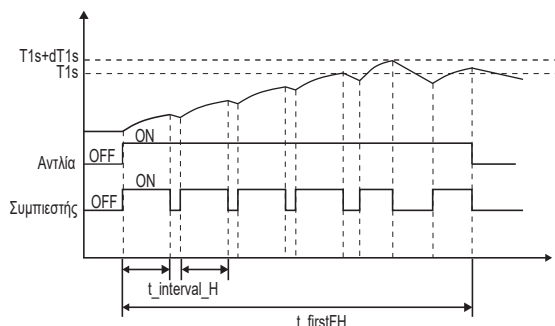 T1s+dT1s
T1s
ON
Αντλία OFF
ON
Συμπιεστής OFF
t_interval_H
t_firstFH